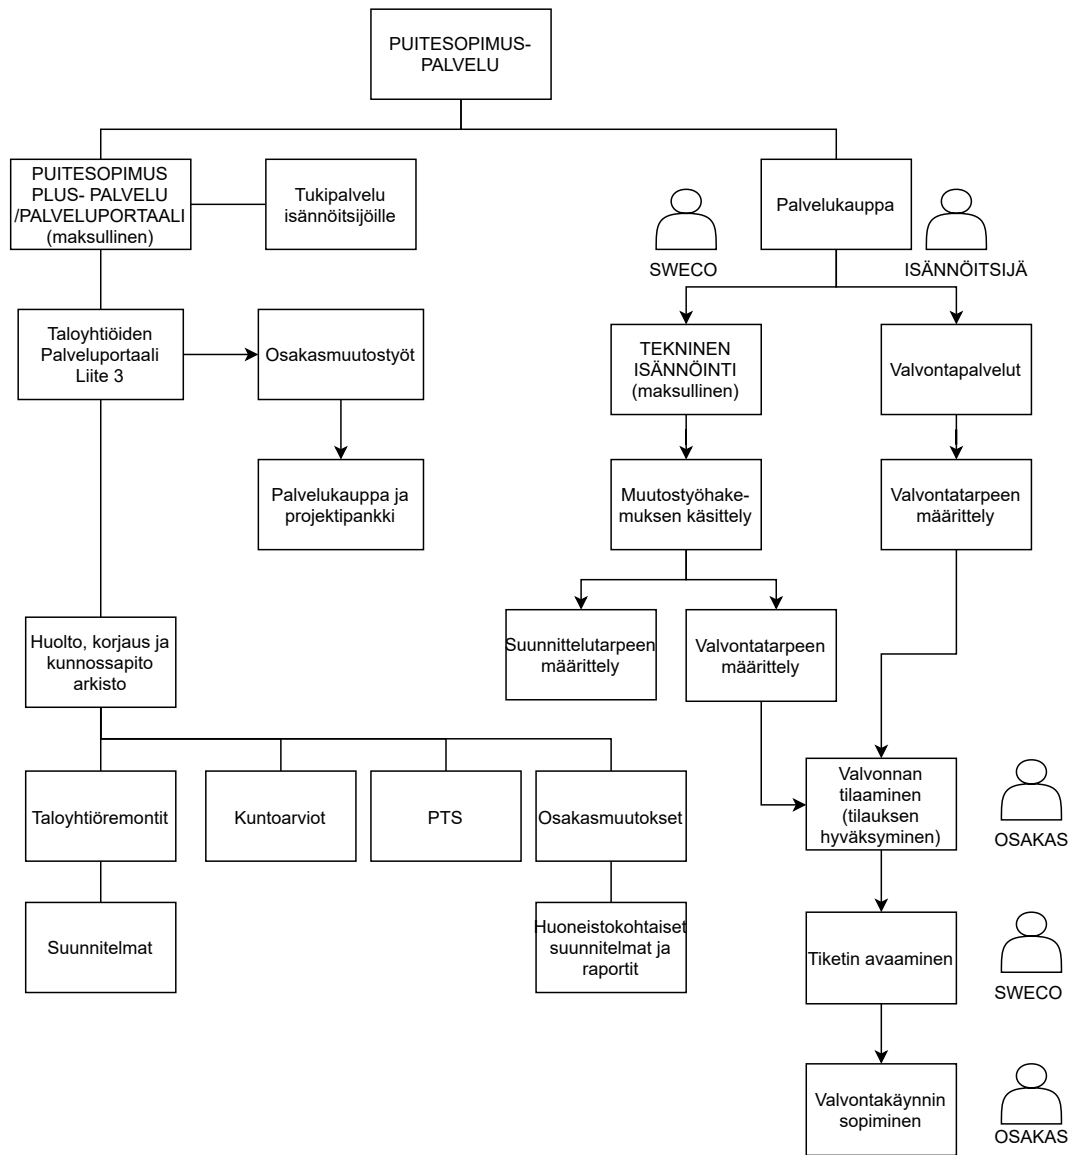 PUITESOPIMUS-
PALVELU
PUITESOPIMUS
PLUS- PALVELU
/PALVELUPORTAALI
(maksullinen)
Tukipalvelu
isännöitsijöille
Palvelukauppa
SWECO
ISÄNNÖITSIJÄ
Taloyhtiöiden
Palveluportaali
Liite 3
Osakasmuutostyöt
TEKNINEN
ISÄNNÖINTI
(maksullinen)
Valvontapalvelut
Palvelukauppa ja
projektipankki
Muutostyöhake-
muksen käsittely
Valvontatarpeen
määrittely
Huolto, korjaus ja
kunnossapito
arkisto
Suunnittelutarpeen
määrittely
Valvontatarpeen
määrittely
Taloyhtiöremontit
Kuntoarviot
PTS
Osakasmuutokset
Valvonnan
tilaaminen
(tilauksen
hyväksyminen)
OSAKAS
Suunnitelmat
Huoneistokohtaiset
suunnitelmat ja
raportit
Tiketin avaaminen
SWECO
Valvontakäynnin
sopiminen
OSAKAS